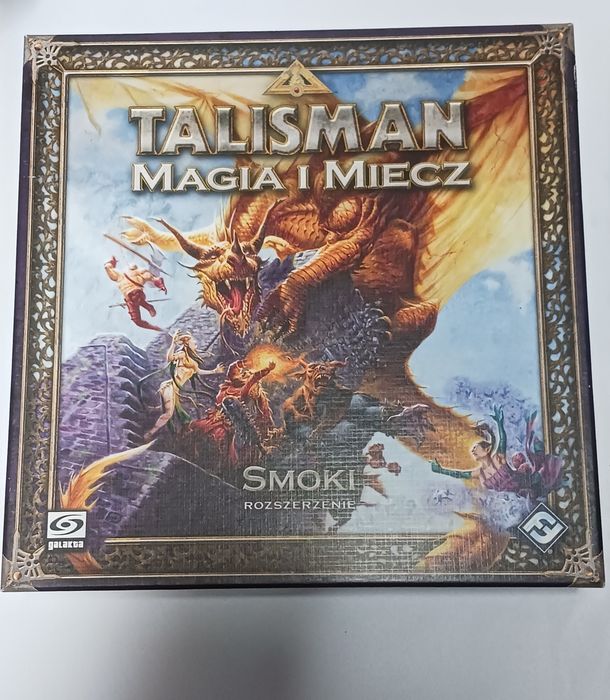 TALISMAN
MAGIA I MIECZ
SMOKI
ROZSZERZENIE
galakta